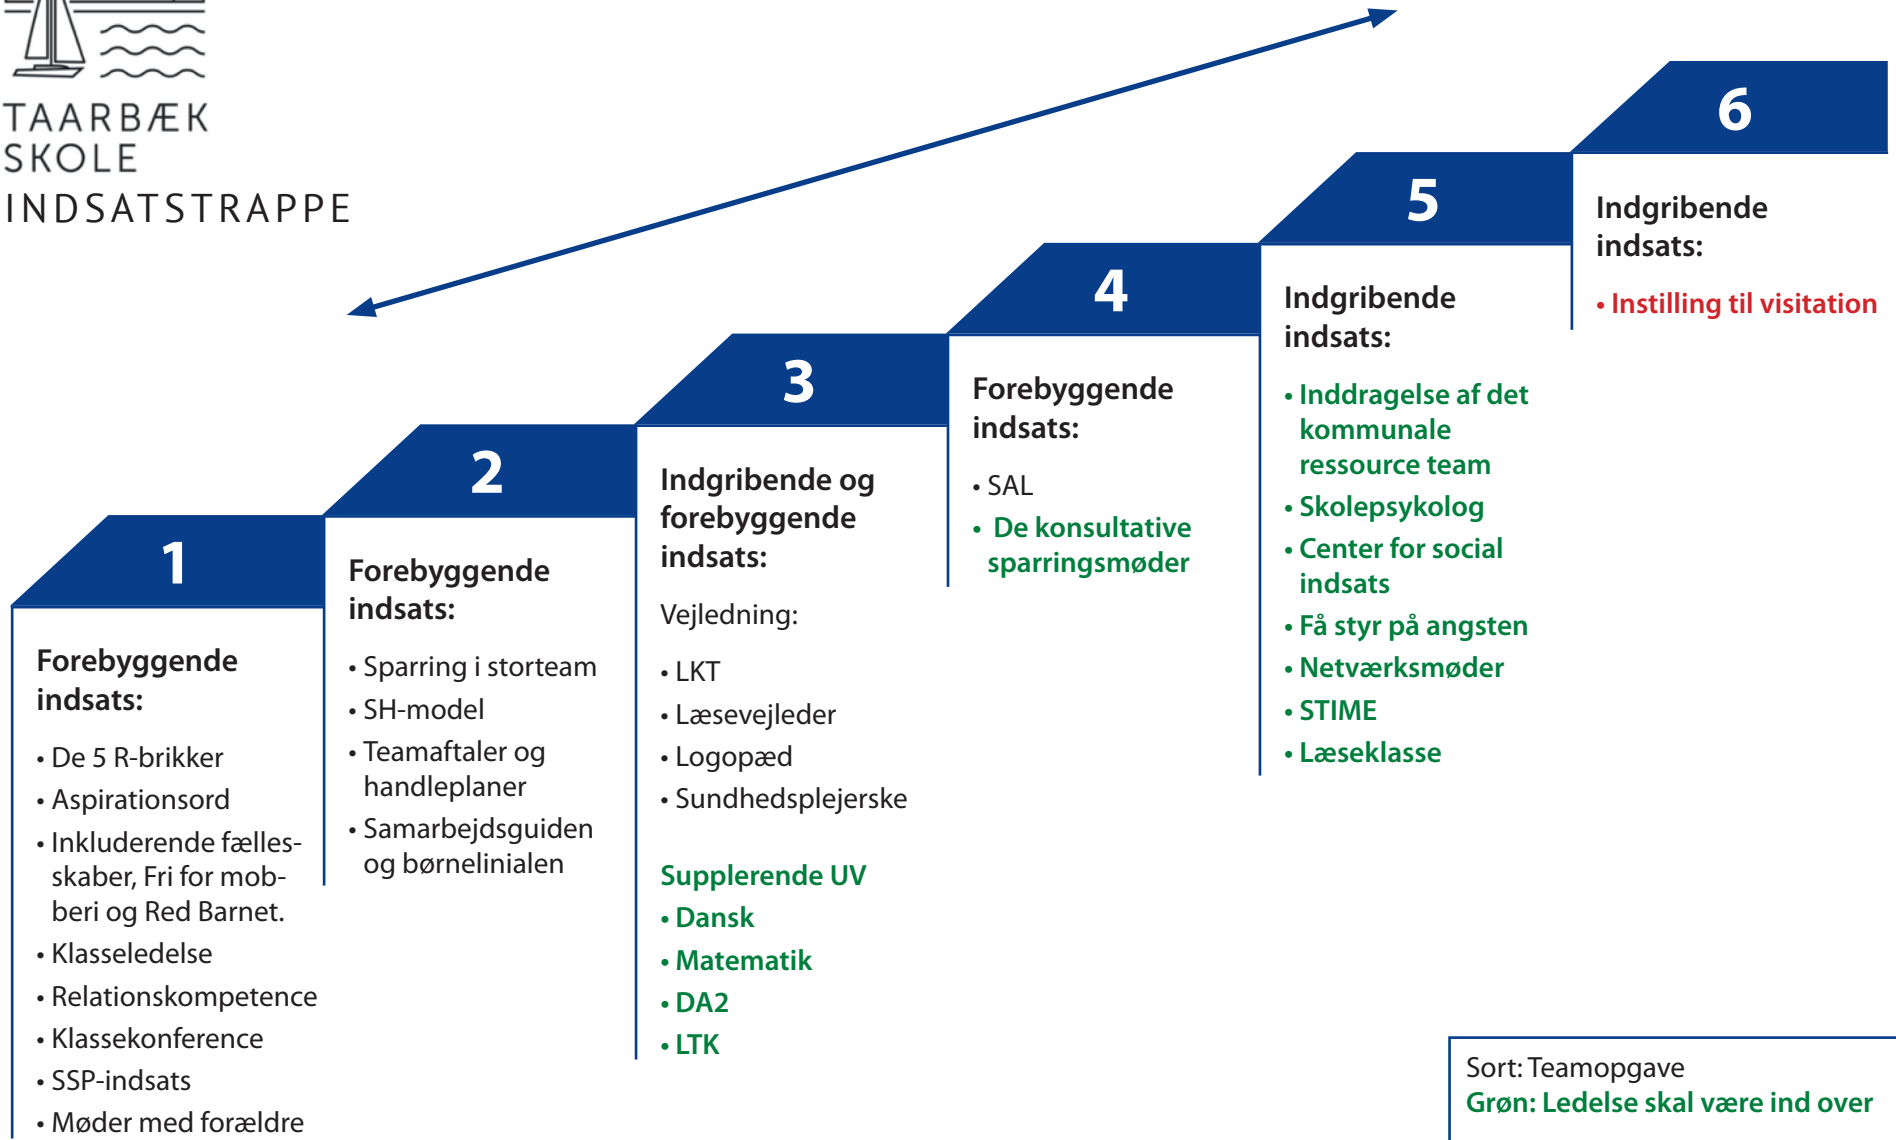 TAARBÆK
SKOLE
INDSATSTRAPPE
1
Forebyggende
indsats:
• De 5 R-brikker
• Aspirationsord
• Inkluderende fælles-
skaber, Fri for mob-
beri og Red Barnet.
• Klasseledelse
• Relationskompetence
• Klassekonference
• SSP-indsats
• Møder med forældre
2
Forebyggende
indsats:
• Sparring i storteam
• SH-model
• Teamaftaler og
handleplaner
• Samarbejdsguiden
og børnelinialen
3
Indgribende og
forebyggende
indsats:
Vejledning:
• LKT
• Læsevejleder
• Logopæd
• Sundhedsplejerske
Supplerende UV
• Dansk
• Matematik
• DA2
• LTK
4
Forebyggende
indsats:
• SAL
• De konsultative
sparringsmøder
5
Indgribende
indsats:
• Inddragelse af det
kommunale
ressource team
• Skolepsykolog
• Center for social
indsats
• Få styr på angsten
• Netværksmøder
• STIME
• Læseklasse
6
Indgribende
indsats:
• Instilling til visitation
Sort: Teamopgave
Grøn: Ledelse skal være ind over